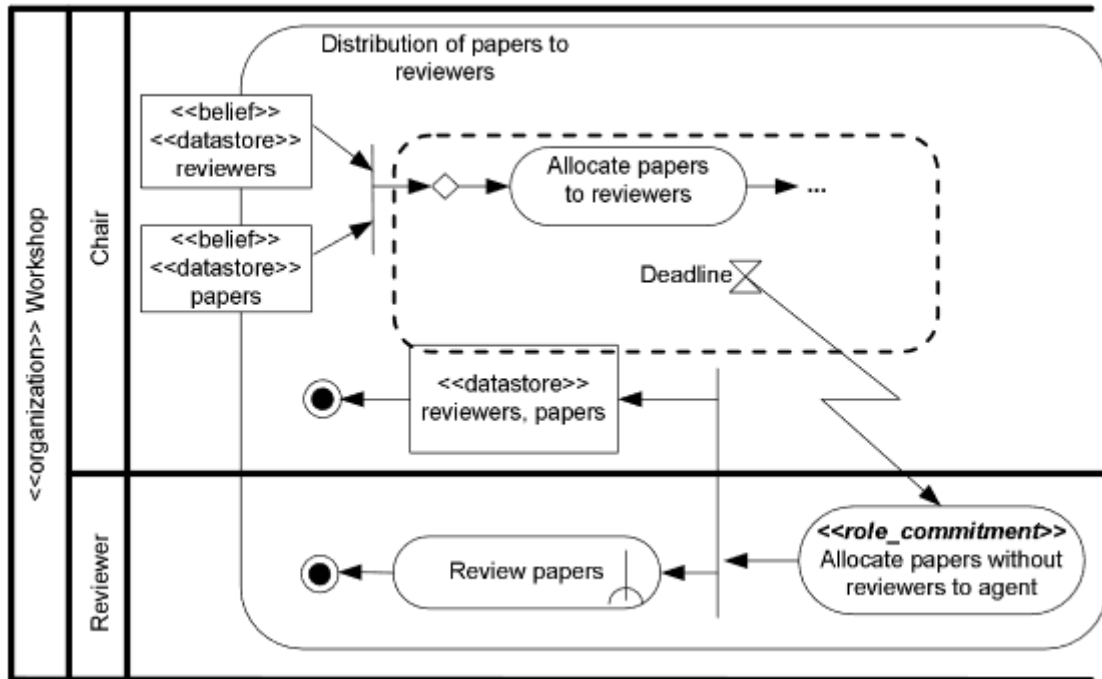 <<organization>> Workshop
Chair
Distribution of papers to
reviewers
<<belief>>
<<datastore>>
reviewers
<<belief>>
<<datastore>>
papers
Allocate papers
to reviewers
...
Deadline
<<datastore>>
reviewers, papers
Reviewer
Review papers
<<role_commitment>>
Allocate papers without
reviewers to agent